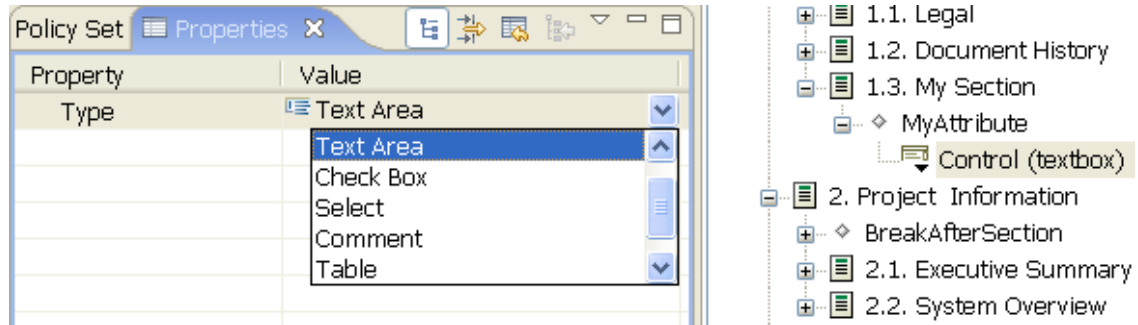 Policy Set Properties
Property Value
Type Text Area
Text Area
Check Box
Select
Comment
Table
1.1. Legal
1.2. Document History
1.3. My Section
MyAttribute
Control (textbox)
2. Project Information
BreakAfterSection
2.1. Executive Summary
2.2. System Overview